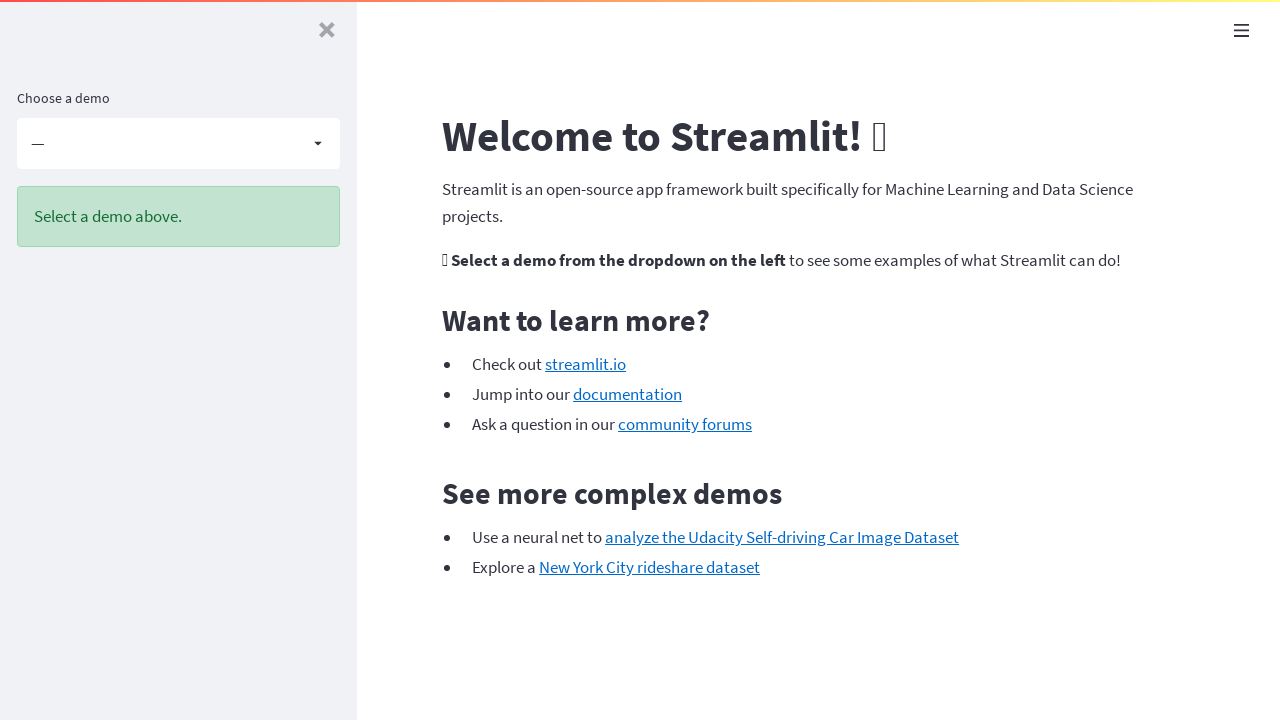 Choose a demo
—
Select a demo above.
Welcome to Streamlit!
Streamlit is an open-source app framework built specifically for Machine Learning and Data Science
projects.
Select a demo from the dropdown on the left to see some examples of what Streamlit can do!
Want to learn more?
Check out streamlit.io
Jump into our documentation
Ask a question in our community forums
See more complex demos
Use a neural net to analyze the Udacity Self-driving Car Image Dataset
Explore a New York City rideshare dataset